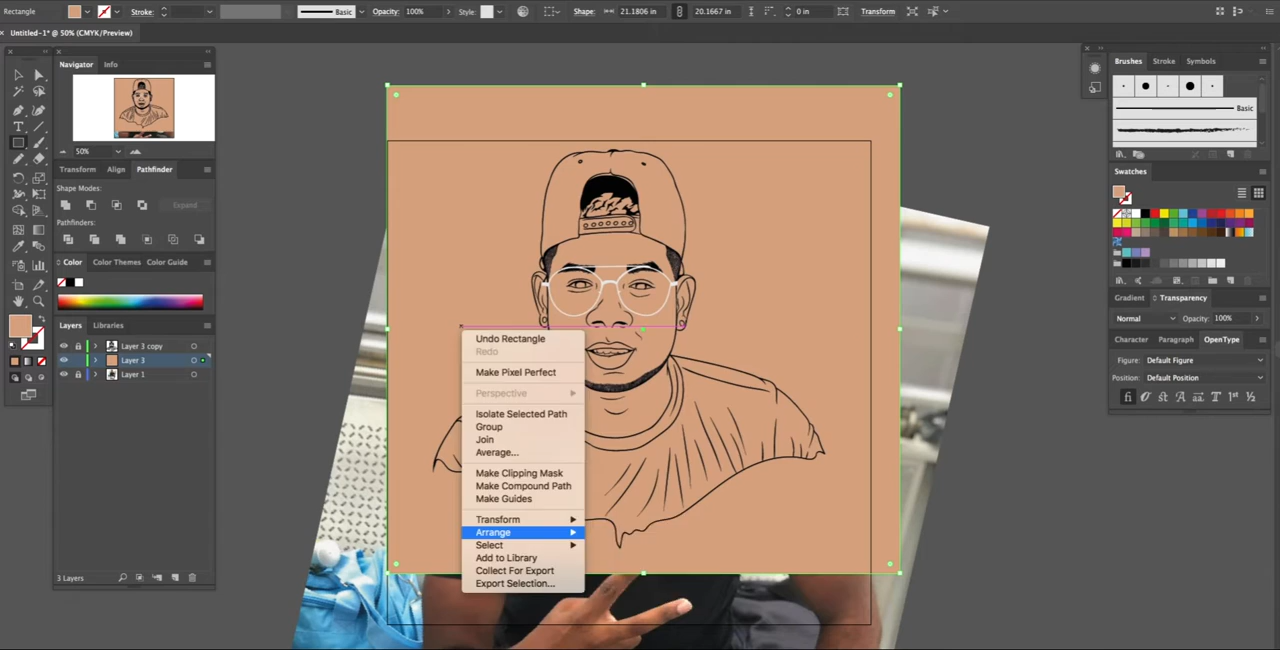 Rectangle
Stroke:
Basic
Opacity: 100%
Style:
Shape:
21.1806 in
20.1667 in
0 in
Transform
Untitled-1* @ 50% (CMYK/Preview)
Navigator
Info
50%
Transform
Align
Pathfinder
Shape Modes:
Expand
Pathfinders:
Color
Color Themes
Color Guide
Layers
Libraries
Layer 3 copy
Layer 3
Layer 1
3 Layers
Undo Rectangle
Redo
Make Pixel Perfect
Perspective
Isolate Selected Path
Group
Join
Average...
Make Clipping Mask
Make Compound Path
Make Guides
Transform
Arrange
Select
Add to Library
Collect For Export
Export Selection...
Brushes
Stroke
Symbols
Basic
Swatches
Gradient
Transparency
Normal
Opacity: 100%
Character
Paragraph
OpenType
Figure: Default Figure
Position: Default Position